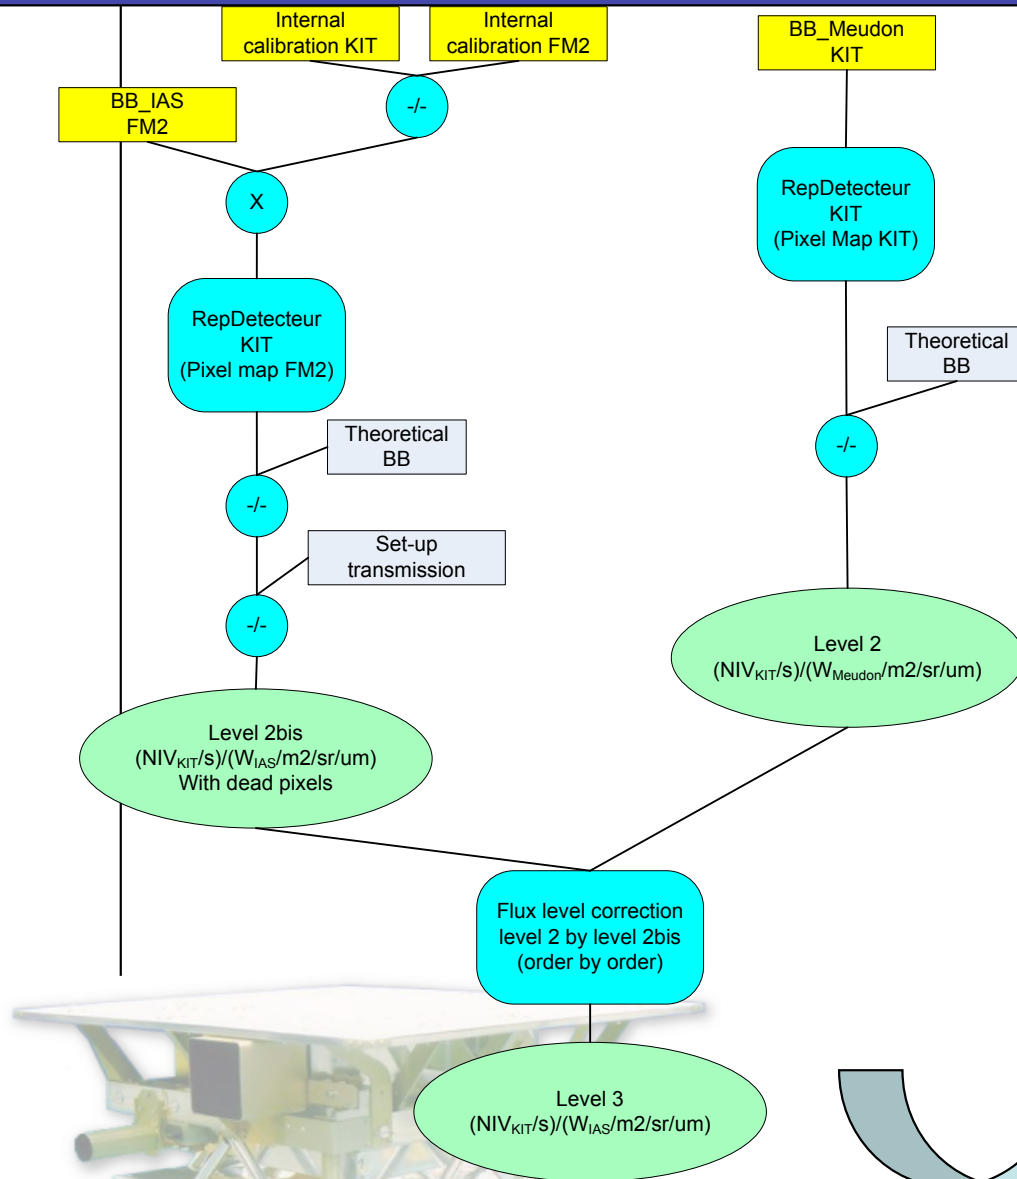 Internal
calibration KIT
Internal
calibration FM2
BB_Meudon
KIT
BB_IAS
FM2
-/-
X
RepDetecteur
KIT
(Pixel Map KIT)
RepDetecteur
KIT
(Pixel map FM2)
Theoretical
BB
Theoretical
BB
-/-
-/-
Set-up
transmission
-/-
Level 2
(NIVKIT/s)/(WMeudon/m2/sr/um)
Level 2bis
(NIVKIT/s)/(WIAS/m2/sr/um)
With dead pixels
Flux level correction
level 2 by level 2bis
(order by order)
Level 3
(NIVKIT/s)/(WIAS/m2/sr/um)